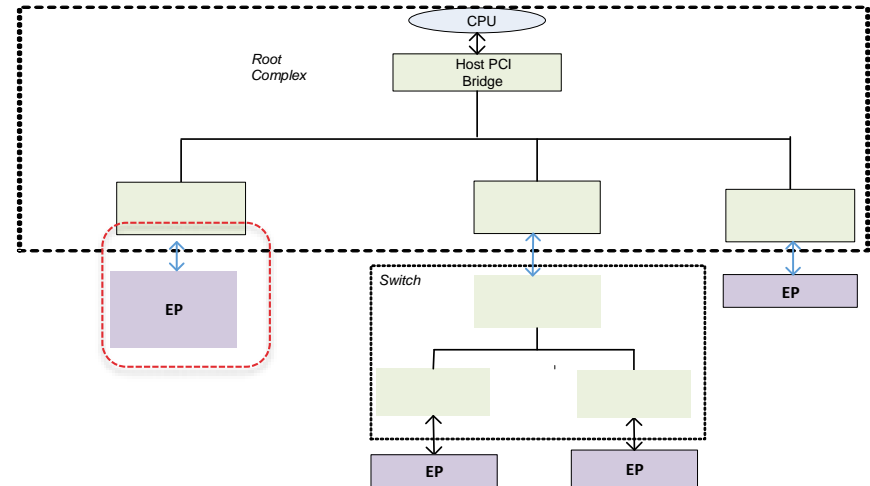 CPU
Root
Complex
Host PCI
Bridge
Switch
EP
EP
EP
EP